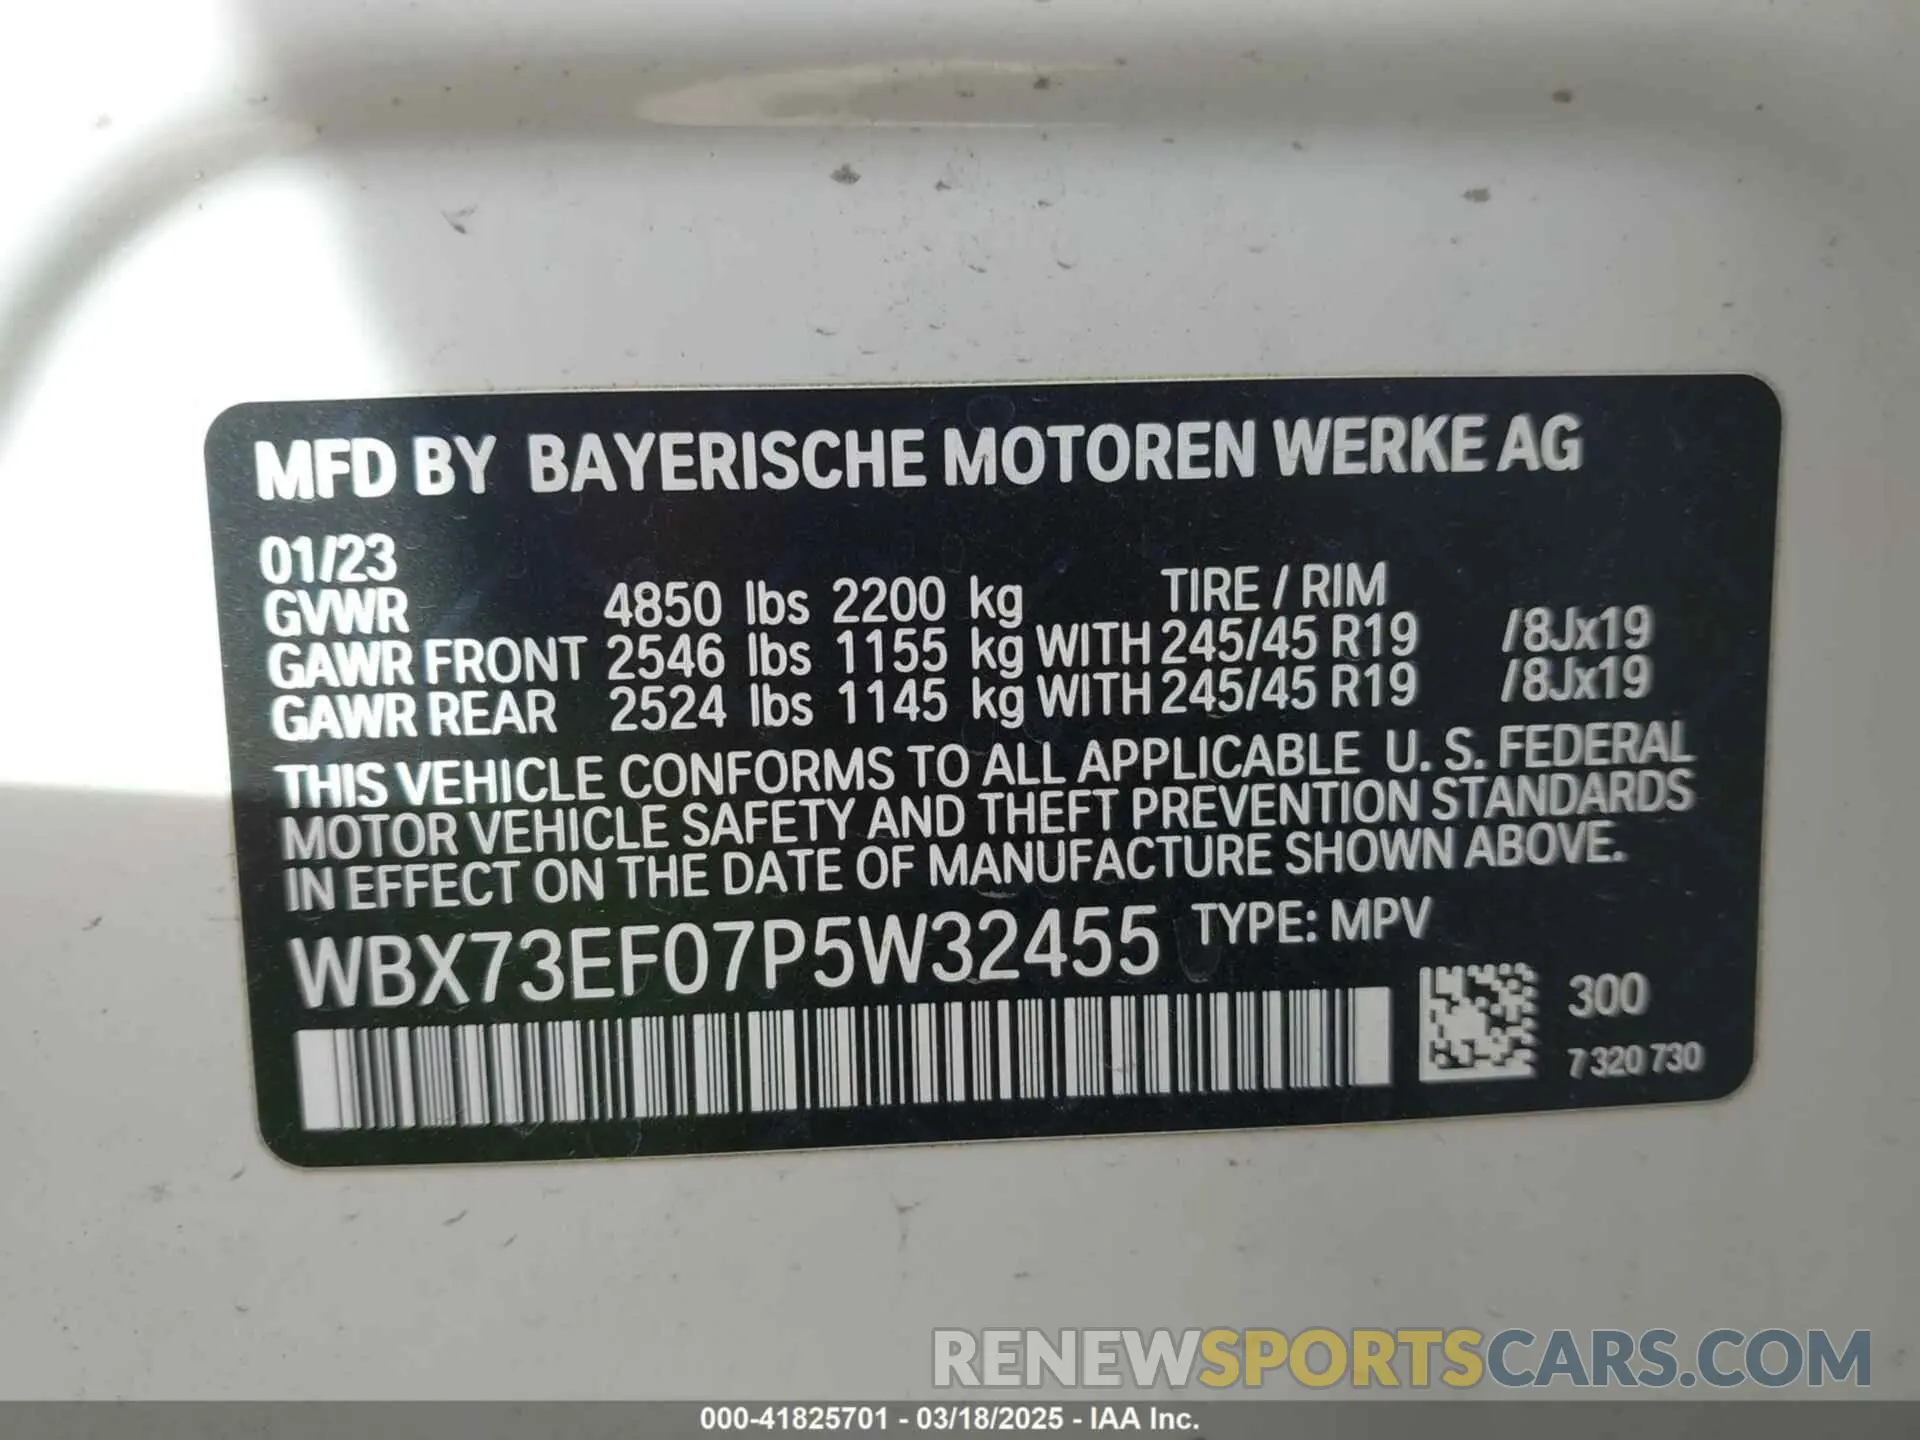 MFD BY BAYERISCHE MOTOREN WERKE AG
01/23
GVWR 4850 lbs 2200 kg TIRE / RIM
GAWR FRONT 2546 lbs 1155 kg WITH 245/45 R19 /8Jx19
GAWR REAR 2524 lbs 1145 kg WITH 245/45 R19 /8Jx19
THIS VEHICLE CONFORMS TO ALL APPLICABLE U. S. FEDERAL
MOTOR VEHICLE SAFETY AND THEFT PREVENTION STANDARDS
IN EFFECT ON THE DATE OF MANUFACTURE SHOWN ABOVE.
WBX73EF07P5W32455 TYPE: MPV
300
7 320 730
RENEWSPORTSCARS.COM
000-41825701 - 03/18/2025 - IAA Inc.